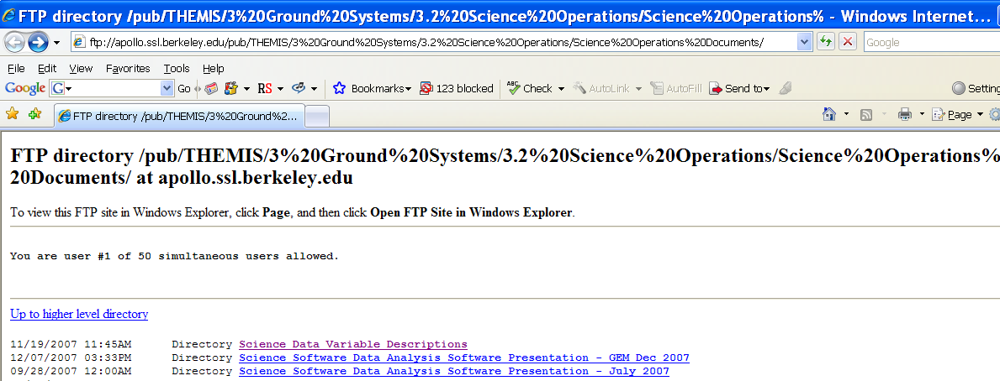 FTP directory /pub/THEMIS/3%20Ground%20Systems/3.2%20Science%20Operations/Science%20Operations% - Windows Internet...
ftp://apollo.ssl.berkeley.edu/pub/THEMIS/3%20Ground%20Systems/3.2%20Science%20Operations/Science%20Operations%20Documents/
Google
File Edit View Favorites Tools Help
Google G Go RS Bookmarks 123 blocked ABC Check AutoLink AutoFill Send to Setting
FTP directory /pub/THEMIS/3%20Ground%2... Page
FTP directory /pub/THEMIS/3%20Ground%20Systems/3.2%20Science%20Operations/Science%20Operations%
20Documents/ at apollo.ssl.berkeley.edu
To view this FTP site in Windows Explorer, click Page, and then click Open FTP Site in Windows Explorer.
You are user #1 of 50 simultaneous users allowed.
Up to higher level directory
11/19/2007 11:45AM Directory Science Data Variable Descriptions
12/07/2007 03:33PM Directory Science Software Data Analysis Software Presentation - GEM Dec 2007
09/28/2007 12:00AM Directory Science Software Data Analysis Software Presentation - July 2007